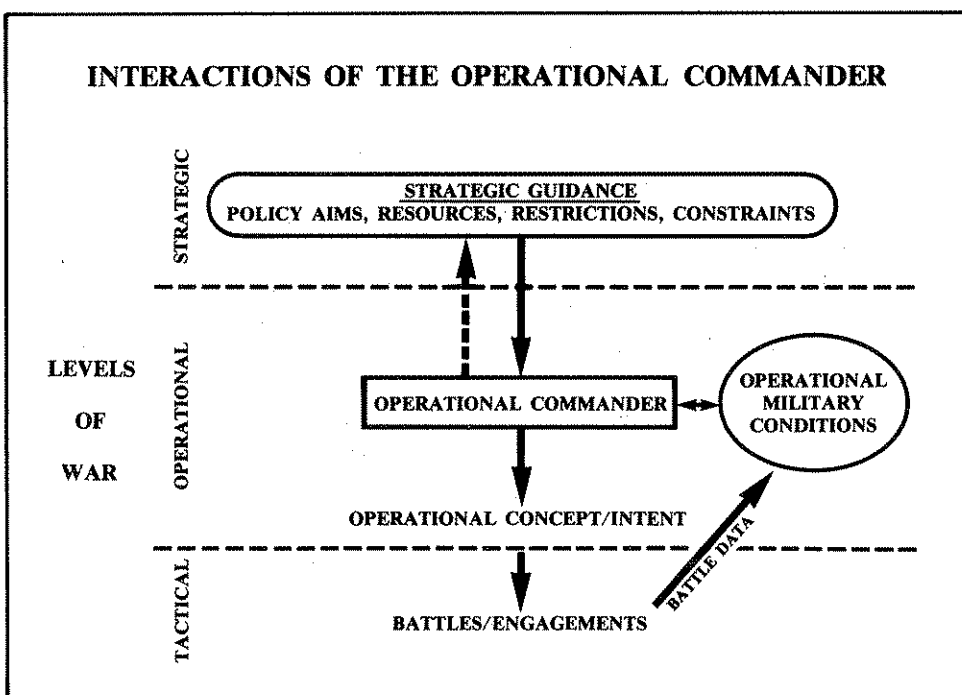 INTERACTIONS OF THE OPERATIONAL COMMANDER
STRATEGIC
STRATEGIC GUIDANCE
POLICY AIMS, RESOURCES, RESTRICTIONS, CONSTRAINTS
LEVELS
OF
WAR
OPERATIONAL
OPERATIONAL COMMANDER
OPERATIONAL
MILITARY
CONDITIONS
OPERATIONAL CONCEPT/INTENT
TACTICAL
BATTLES/ENGAGEMENTS
BATTLE DATA